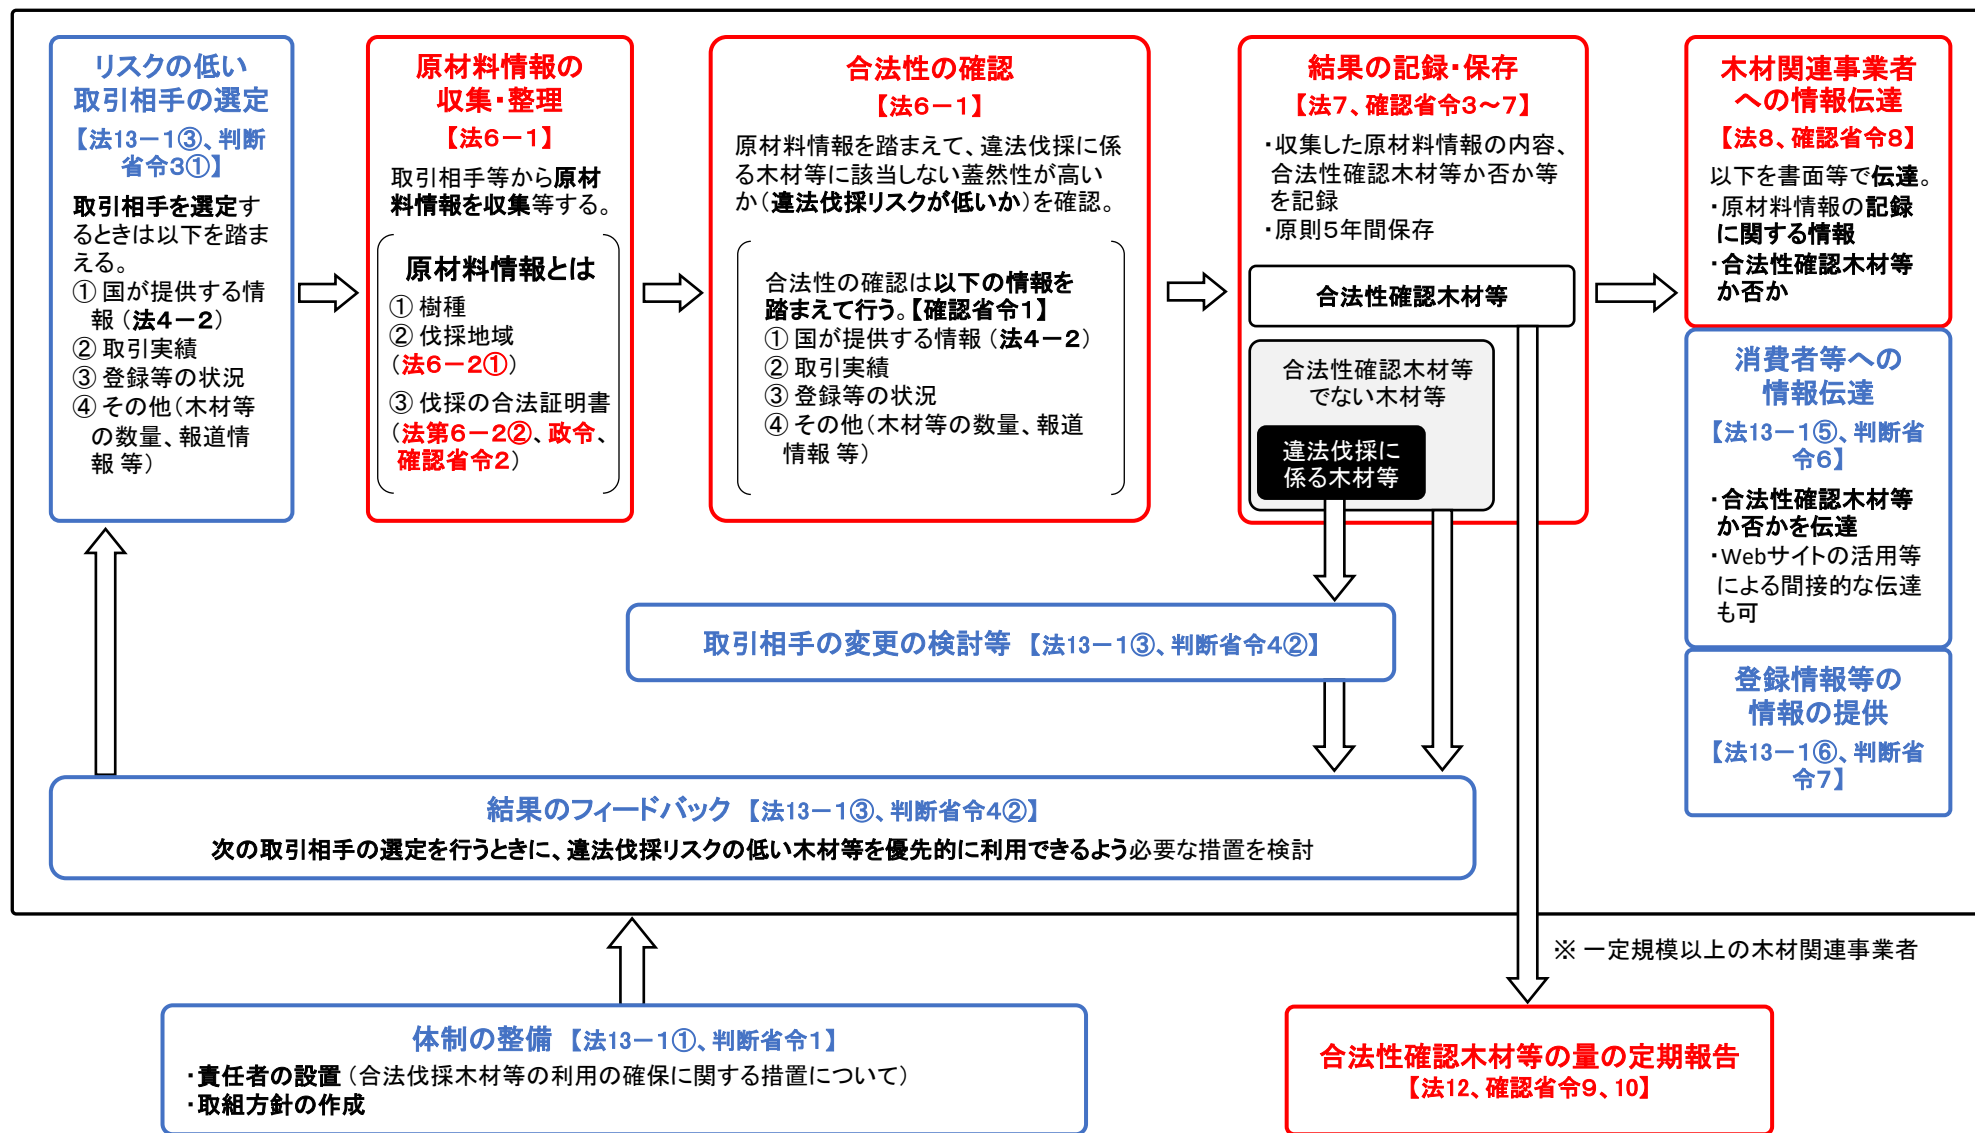 リスクの低い
取引相手の選定
【法13－1③、判断
省令3①】
取引相手を選定す
るときは以下を踏ま
える。
① 国が提供する情
報（法4－2）
② 取引実績
③ 登録等の状況
④ その他（木材等
の数量、報道情
報 等）
原材料情報の
収集・整理
【法6－1】
取引相手等から原材
料情報を収集等する。
原材料情報とは
① 樹種
② 伐採地域
（法6－2①）
③ 伐採の合法証明書
（法第6－2②、政令、
確認省令2）
合法性の確認
【法6－1】
原材料情報を踏まえて、違法伐採に係
る木材等に該当しない蓋然性が高い
か（違法伐採リスクが低いか）を確認。
合法性の確認は以下の情報を
踏まえて行う。【確認省令1】
① 国が提供する情報（法4－2）
② 取引実績
③ 登録等の状況
④ その他（木材等の数量、報道
情報 等）
結果の記録・保存
【法7、確認省令3～7】
・収集した原材料情報の内容、
合法性確認木材等か否か等
を記録
・原則5年間保存
合法性確認木材等
合法性確認木材等
でない木材等
違法伐採に
係る木材等
木材関連事業者
への情報伝達
【法8、確認省令8】
以下を書面等で伝達。
・原材料情報の記録
に関する情報
・合法性確認木材等
か否か
消費者等への
情報伝達
【法13－1⑤、判断省
令6】
・合法性確認木材等
か否かを伝達
・Webサイトの活用等
による間接的な伝達
も可
登録情報等の
情報の提供
【法13－1⑥、判断省
令7】
取引相手の変更の検討等 【法13－1③、判断省令4②】
結果のフィードバック 【法13－1③、判断省令4②】
次の取引相手の選定を行うときに、違法伐採リスクの低い木材等を優先的に利用できるよう必要な措置を検討
※ 一定規模以上の木材関連事業者
体制の整備 【法13－1①、判断省令1】
・責任者の設置（合法伐採木材等の利用の確保に関する措置について）
・取組方針の作成
合法性確認木材等の量の定期報告
【法12、確認省令9、10】